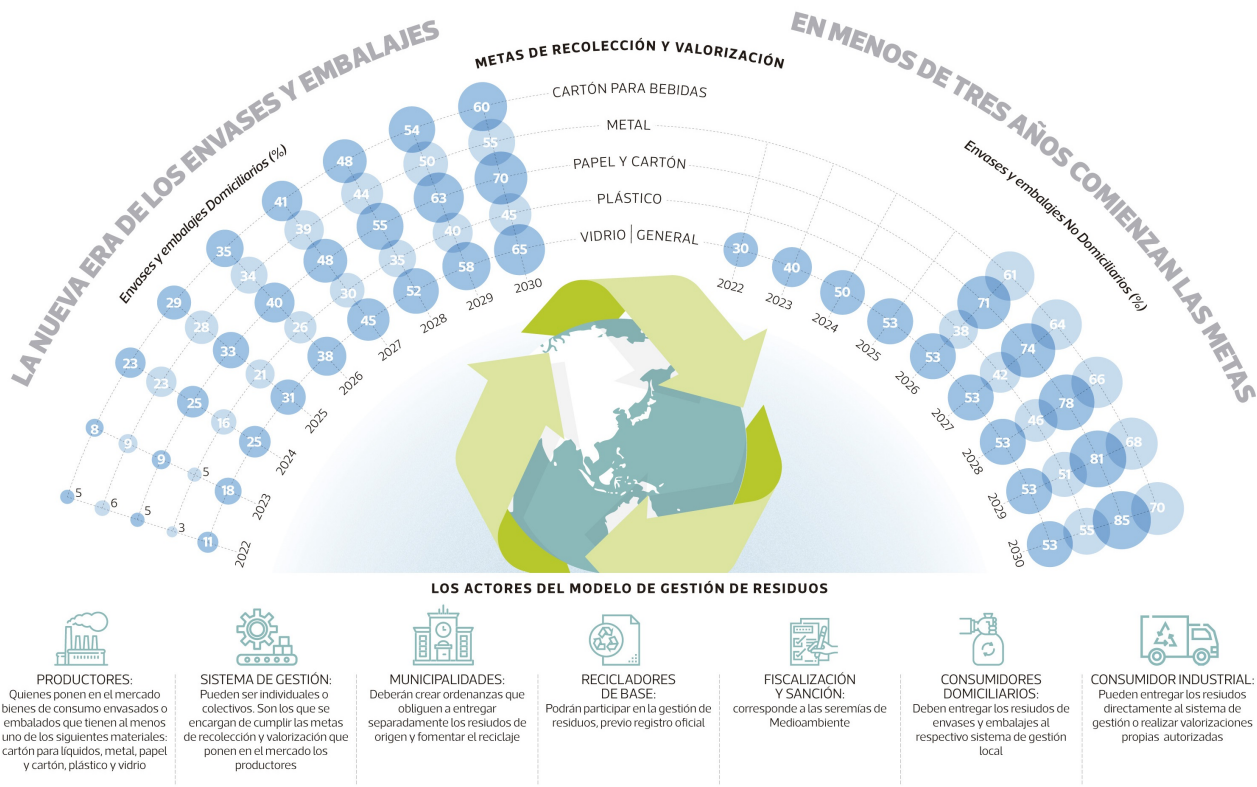 LA NUEVA ERA DE LOS ENVASES Y EMBALAJES
EN MENOS DE TRES AÑOS COMIENZAN LAS METAS
METAS DE RECOLECCIÓN Y VALORIZACIÓN
Envases y embalajes Domiciliarios (%)
Envases y embalajes No Domiciliarios (%)
CARTÓN PARA BEBIDAS
METAL
PAPEL Y CARTÓN
PLÁSTICO
VIDRIO | GENERAL
5 6 5 3 11 2022
8 9 9 5 18 2023
23 23 25 16 25 2024
29 28 33 21 31 2025
35 34 40 26 38 2026
41 39 48 30 45 2027
48 44 55 35 52 2028
54 50 63 40 58 2029
60 55 70 45 65 2030
30 2022
40 2023
50 2024
53 2025
53 38 71 61 2026
53 42 74 64 2027
53 46 78 66 2028
53 51 81 68 2029
53 55 85 70 2030
LOS ACTORES DEL MODELO DE GESTIÓN DE RESIDUOS
PRODUCTORES:
Quienes ponen en el mercado
bienes de consumo envasados o
embalados que tienen al menos
uno de los siguientes materiales:
cartón para líquidos, metal, papel
y cartón, plástico y vidrio
SISTEMA DE GESTIÓN:
Pueden ser individuales o
colectivos. Son los que se
encargan de cumplir las metas
de recolección y valorización que
ponen en el mercado los
productores
MUNICIPALIDADES:
Deberán crear ordenanzas que
obliguen a entregar
separadamente los residuos de
origen y fomentar el reciclaje
RECICLADORES
DE BASE:
Podrán participar en la gestión de
residuos, previo registro oficial
FISCALIZACIÓN
Y SANCIÓN:
corresponde a las seremías de
Medioambiente
CONSUMIDORES
DOMICILIARIOS:
Deben entregar los residuos de
envases y embalajes al
respectivo sistema de gestión
local
CONSUMIDOR INDUSTRIAL:
Pueden entregar los resiudos
directamente al sistema de
gestión o realizar valorizaciones
propias autorizadas